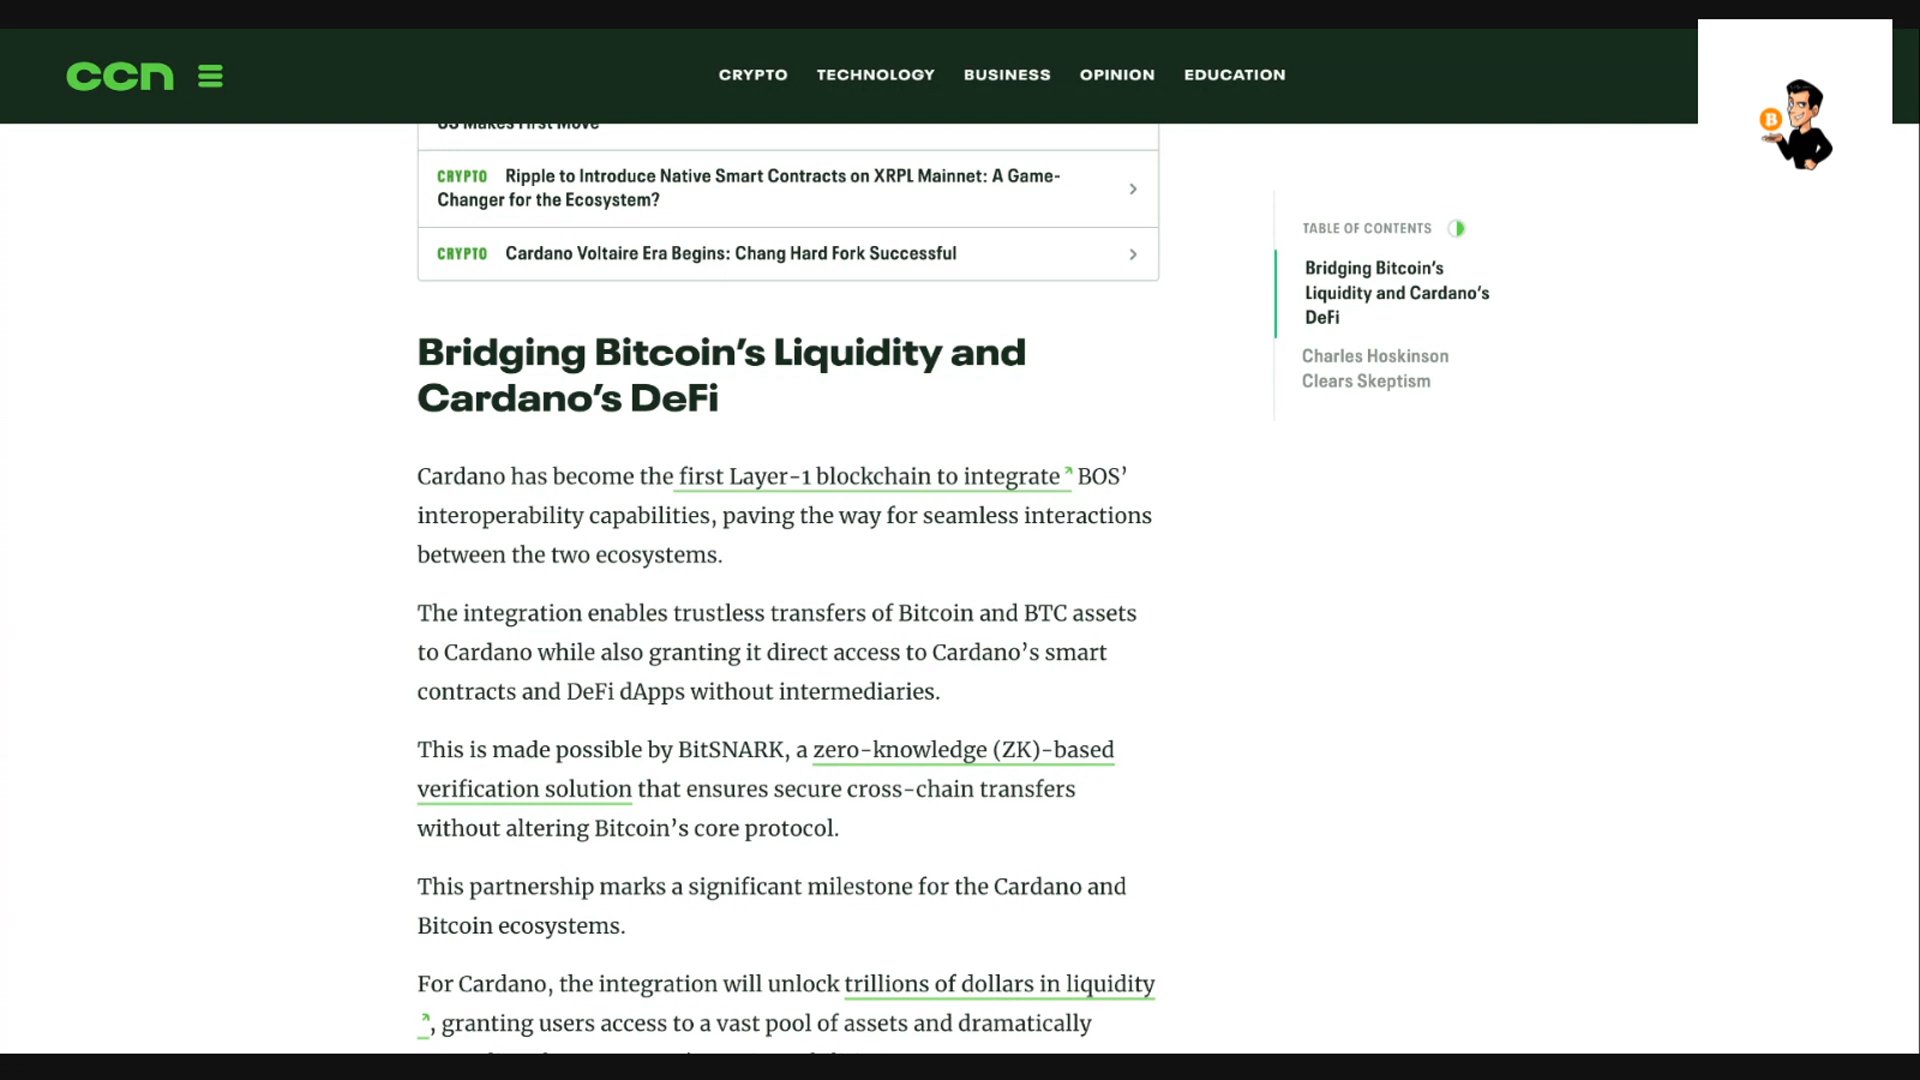 ccn
CRYPTO TECHNOLOGY BUSINESS OPINION EDUCATION
US Makes First Move
CRYPTO Ripple to Introduce Native Smart Contracts on XRPL Mainnet: A Game-
Changer for the Ecosystem?
CRYPTO Cardano Voltaire Era Begins: Chang Hard Fork Successful
TABLE OF CONTENTS
Bridging Bitcoin’s
Liquidity and Cardano’s
DeFi
Charles Hoskinson
Clears Skeptism
Bridging Bitcoin’s Liquidity and
Cardano’s DeFi
Cardano has become the first Layer-1 blockchain to integrate BOS’
interoperability capabilities, paving the way for seamless interactions
between the two ecosystems.
The integration enables trustless transfers of Bitcoin and BTC assets
to Cardano while also granting it direct access to Cardano’s smart
contracts and DeFi dApps without intermediaries.
This is made possible by BitSNARK, a zero-knowledge (ZK)-based
verification solution that ensures secure cross-chain transfers
without altering Bitcoin’s core protocol.
This partnership marks a significant milestone for the Cardano and
Bitcoin ecosystems.
For Cardano, the integration will unlock trillions of dollars in liquidity
, granting users access to a vast pool of assets and dramatically